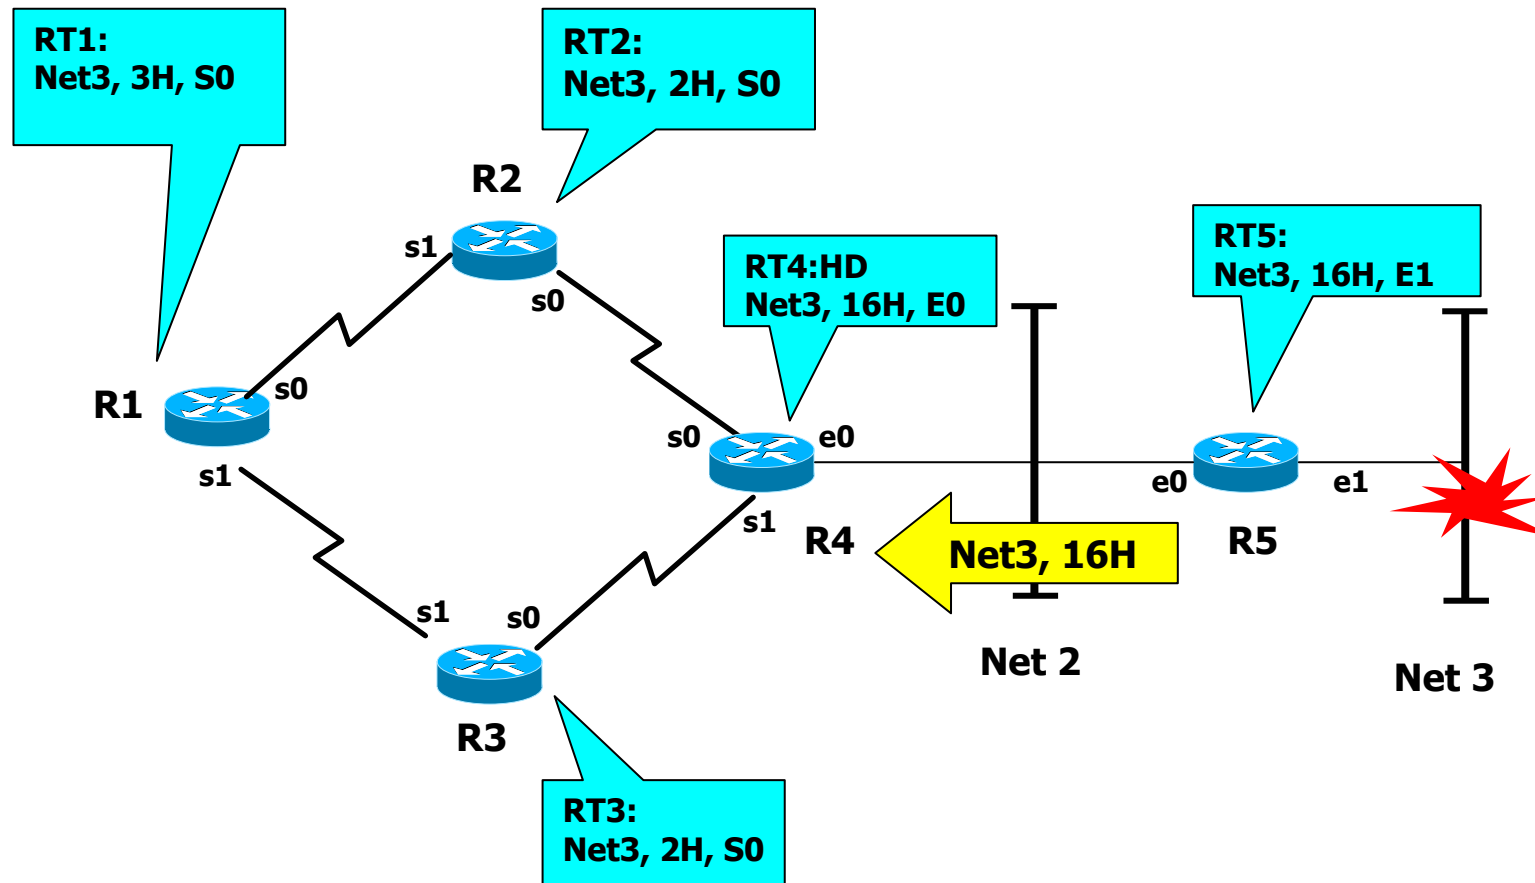 RT1:
Net3, 3H, S0
RT2:
Net3, 2H, S0
R2
s1
s0
RT4:HD
Net3, 16H, E0
RT5:
Net3, 16H, E1
R1
s0
s1
s0
e0
s1
R4
e0
e1
R5
Net3, 16H
s1
s0
R3
Net 2
Net 3
RT3:
Net3, 2H, S0